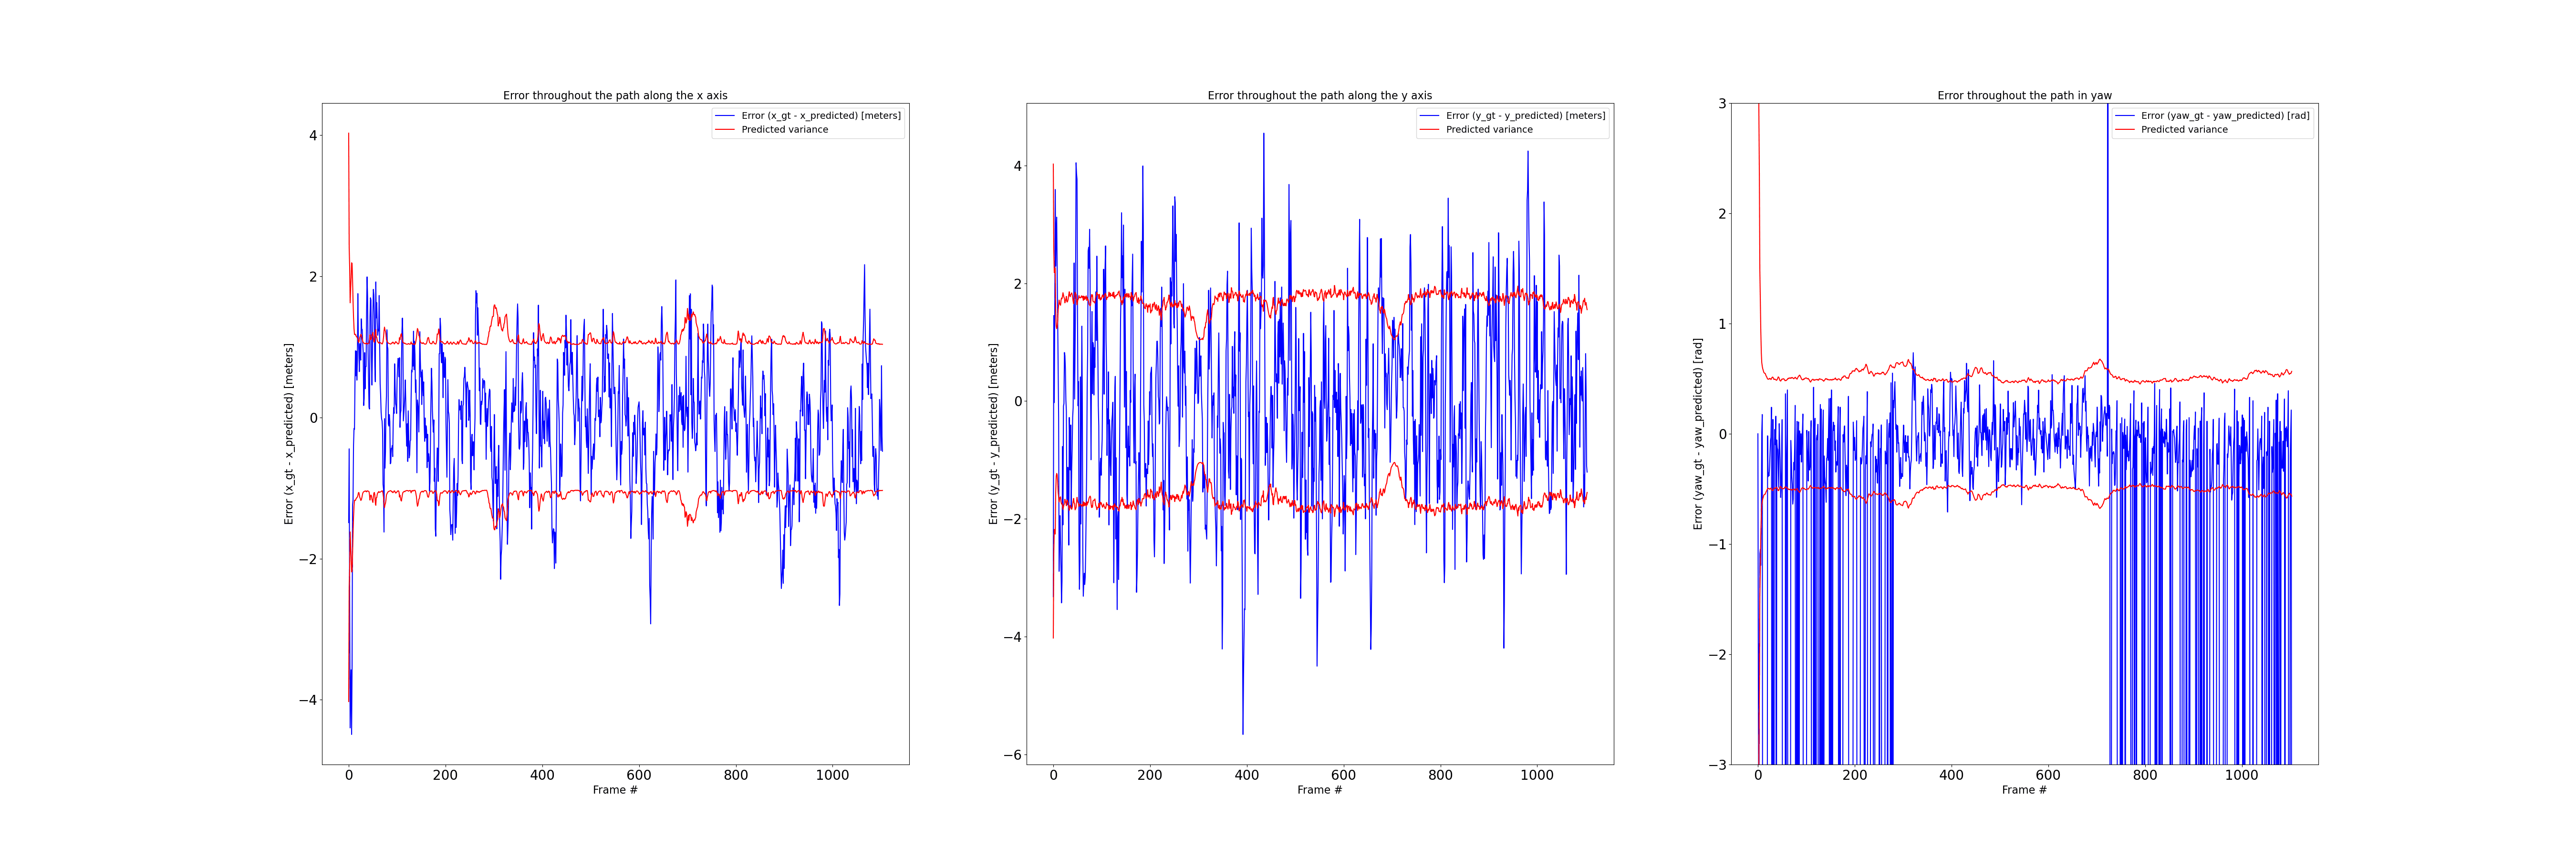 Error throughout the path along the x axis
Error (x_gt - x_predicted) [meters]
Predicted variance
4
2
0
−2
−4
Error (x_gt - x_predicted) [meters]
0 200 400 600 800 1000
Frame #
Error throughout the path along the y axis
Error (y_gt - y_predicted) [meters]
Predicted variance
4
2
0
−2
−4
−6
Error (y_gt - y_predicted) [meters]
0 200 400 600 800 1000
Frame #
Error throughout the path in yaw
Error (yaw_gt - yaw_predicted) [rad]
Predicted variance
3
2
1
0
−1
−2
−3
Error (yaw_gt - yaw_predicted) [rad]
0 200 400 600 800 1000
Frame #